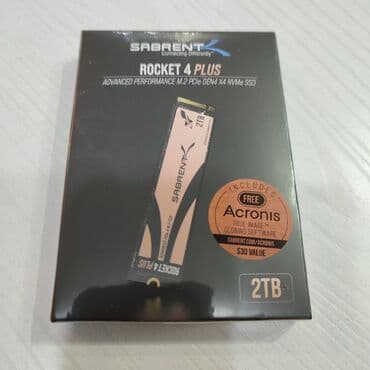 SABRENT
Connecting Differently
ROCKET 4 PLUS
ADVANCED PERFORMANCE M.2 PCIe GEN4 X4 NVMe SSD
2TB
SABRENT
ROCKET 4 PLUS
INCLUDES
FREE
Acronis
TRUE IMAGE™
CLONING SOFTWARE
SABRENT.COM/ACRONIS
$30 VALUE
2TB